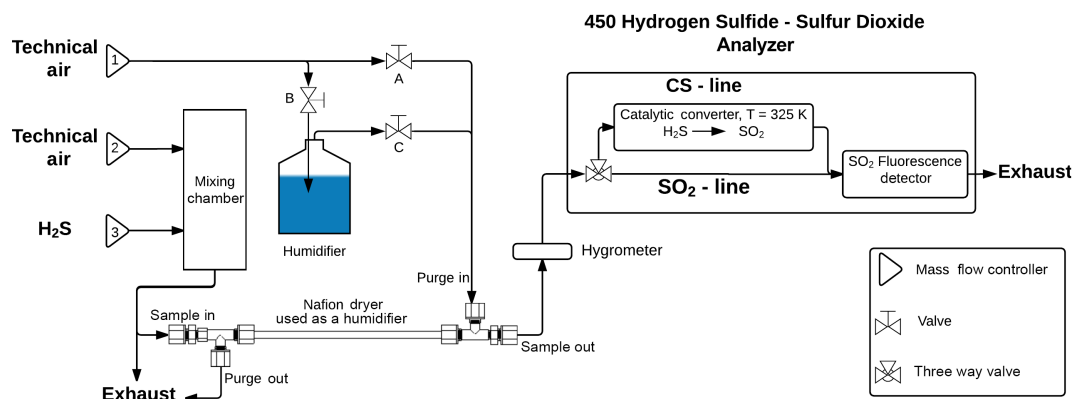 450 Hydrogen Sulfide - Sulfur Dioxide
Analyzer
Technical
air
1
A
B
C
CS - line
Catalytic converter, T = 325 K
H₂S → SO₂
SO₂ - line
SO₂ Fluorescence
detector
Exhaust
Technical
air
2
Mixing
chamber
H₂S
3
Humidifier
Hygrometer
Purge in
Sample in
Nafion dryer
used as a humidifier
Sample out
Purge out
Exhaust
Mass flow controller
Valve
Three way valve